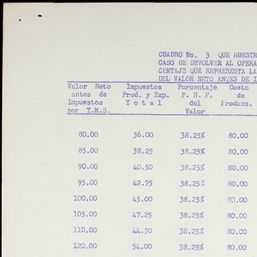 CUADRO No. 3 QUE MUESTR
CASO DE DEVOLVER AL OPERA
CENTAJE QUE REPRESENTA LA
DEL VALOR NETO ANTES DE I
Valor Neto Impuestos Porcentaje Costo
antes de Prod. y Exp. P. N. F. de
Impuestos T o t a l del Producc.
por T.M.S. Valor
80.00 36.00 38.25% 80.00
85.00 38.25 38.25% 80.00
90.00 40.50 38.25% 80.00
95.00 42.75 38.25% 80.00
100.00 45.00 38.25% 80.00
105.00 47.25 38.25% 80.00
110.00 44.50 38.25% 80.00
120.00 54.00 38.25% 80.00